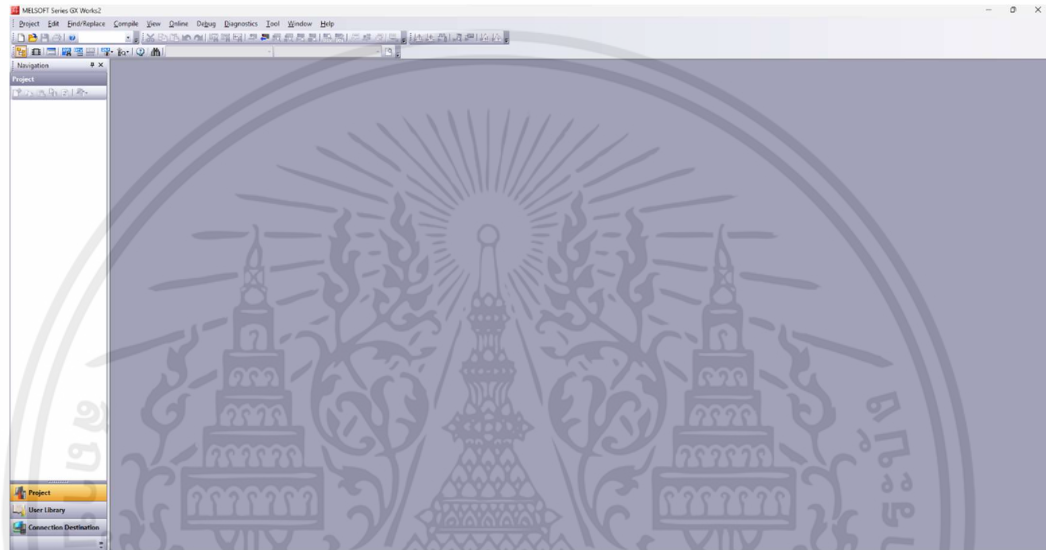 MELSOFT Series GX Works2
Project Edit Find/Replace Compile View Online Debug Diagnostics Tool Window Help
Navigation
Project
Project
User Library
Connection Destination